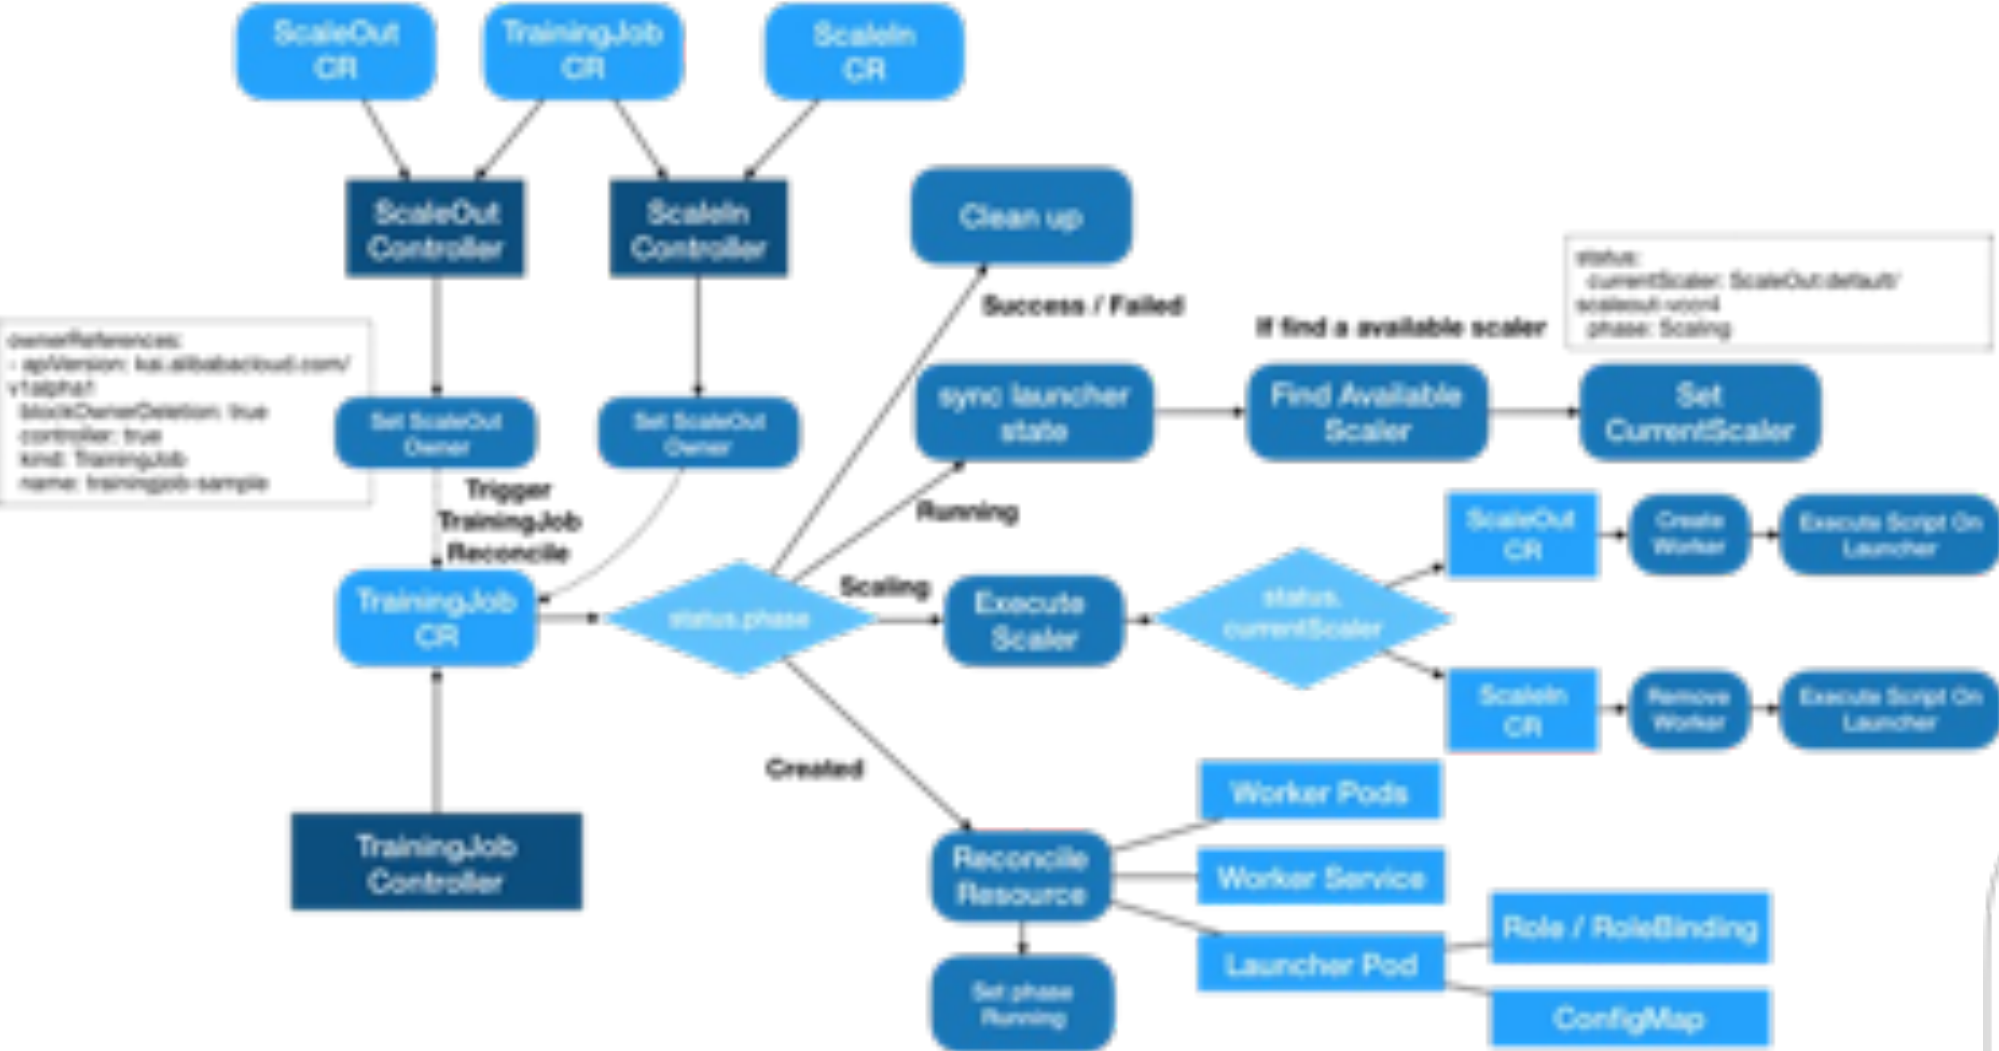 ScaleOut
CR
TrainingJob
CR
ScaleIn
CR
ScaleOut
Controller
ScaleIn
Controller
Clean up
Success / Failed
status:
currentScaler: ScaleOut:default/
phase: Scaling
If find a available scaler
ownerReferences:
- apiVersion: kai.alibabacloud.com/
v1alpha1
blockOwnerDeletion: true
controller: true
kind: TrainingJob
name: trainingjob-sample
Set ScaleOut
Owner
Set ScaleOut
Owner
sync launcher
state
Find Available
Scaler
Set
CurrentScaler
Trigger
TrainingJob
Reconcile
Running
TrainingJob
CR
status.phase
Scaling
Execute
Scaler
status.
currentScaler
ScaleOut
CR
Create
Worker
Execute Script On
Launcher
ScaleIn
CR
Remove
Worker
Execute Script On
Launcher
Created
TrainingJob
Controller
Reconcile
Resource
Worker Pods
Worker Service
Launcher Pod
Role / RoleBinding
ConfigMap
Set phase
Running